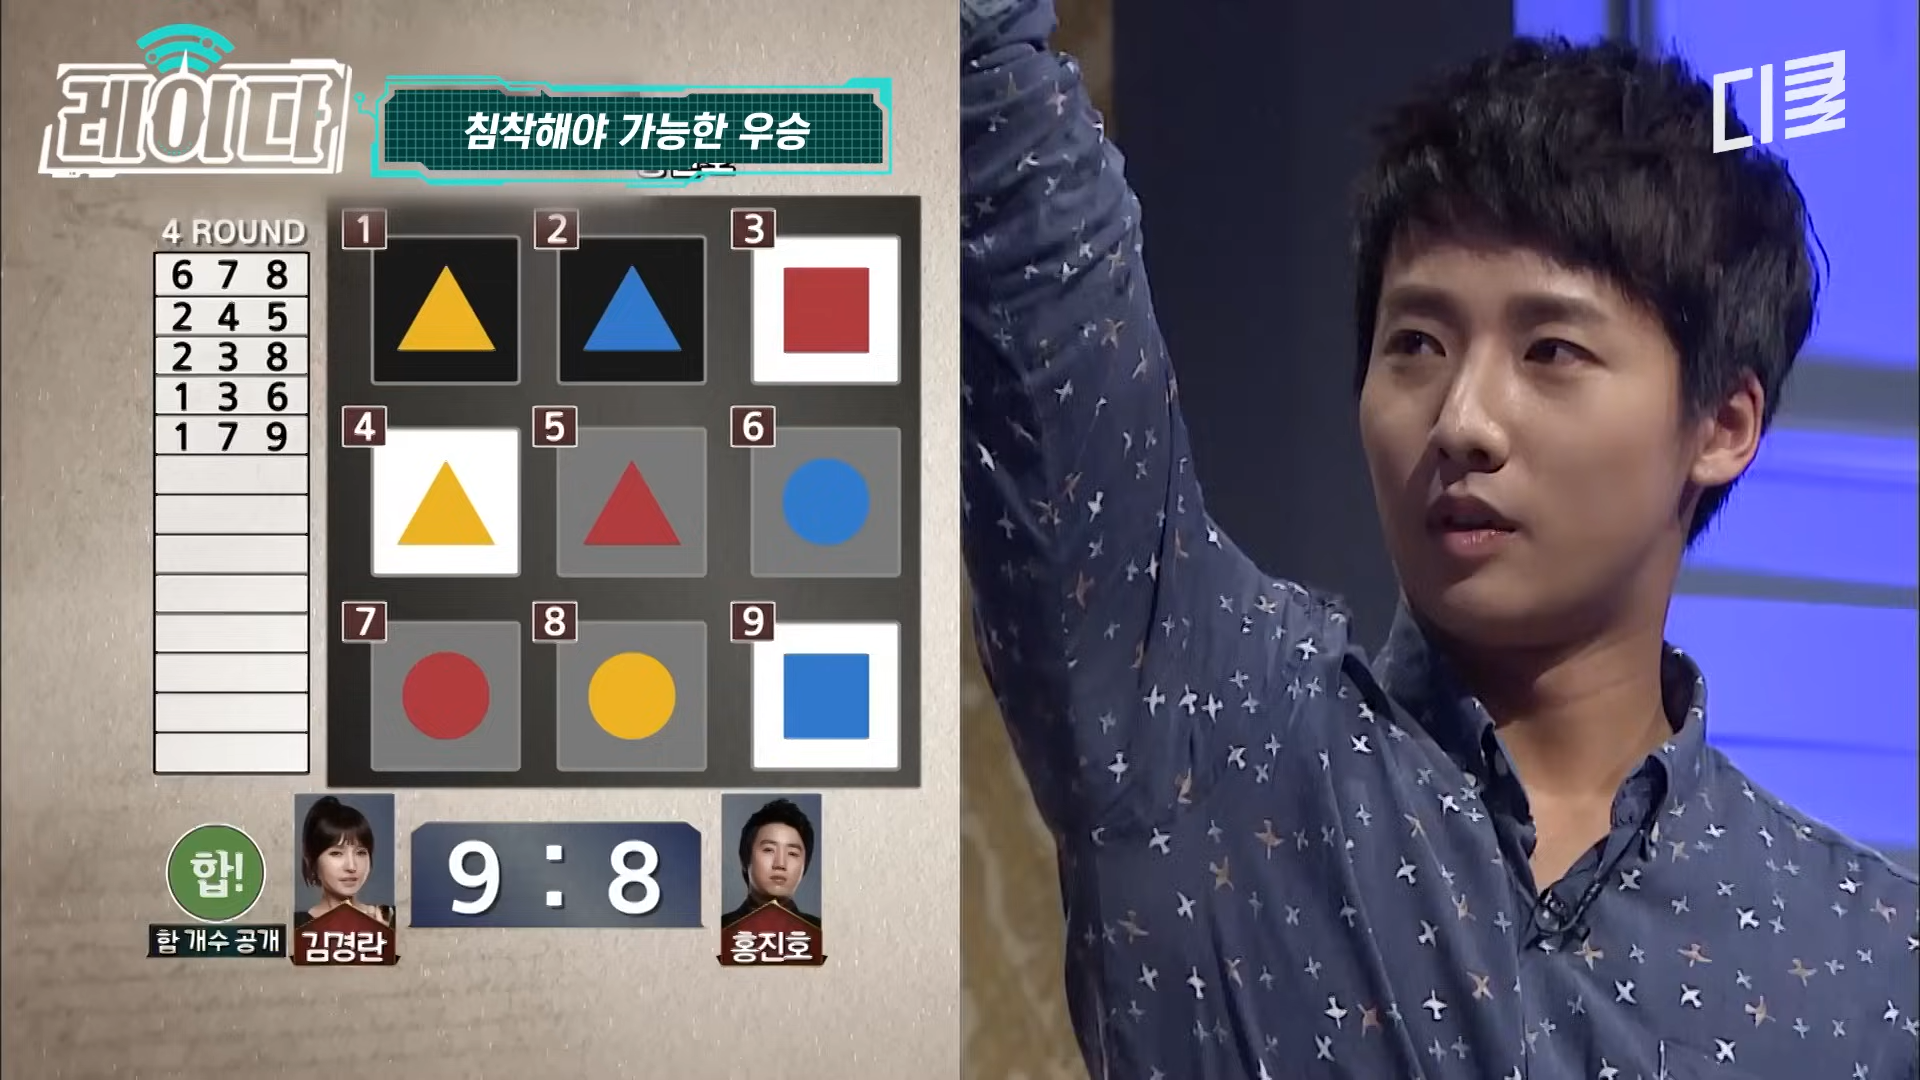 레이다
침착해야 가능한 우승
디클
4 ROUND
6 7 8
2 4 5
2 3 8
1 3 6
1 7 9
1
2
3
4
5
6
7
8
9
합!
합 개수 공개
김경란
9 : 8
홍진호